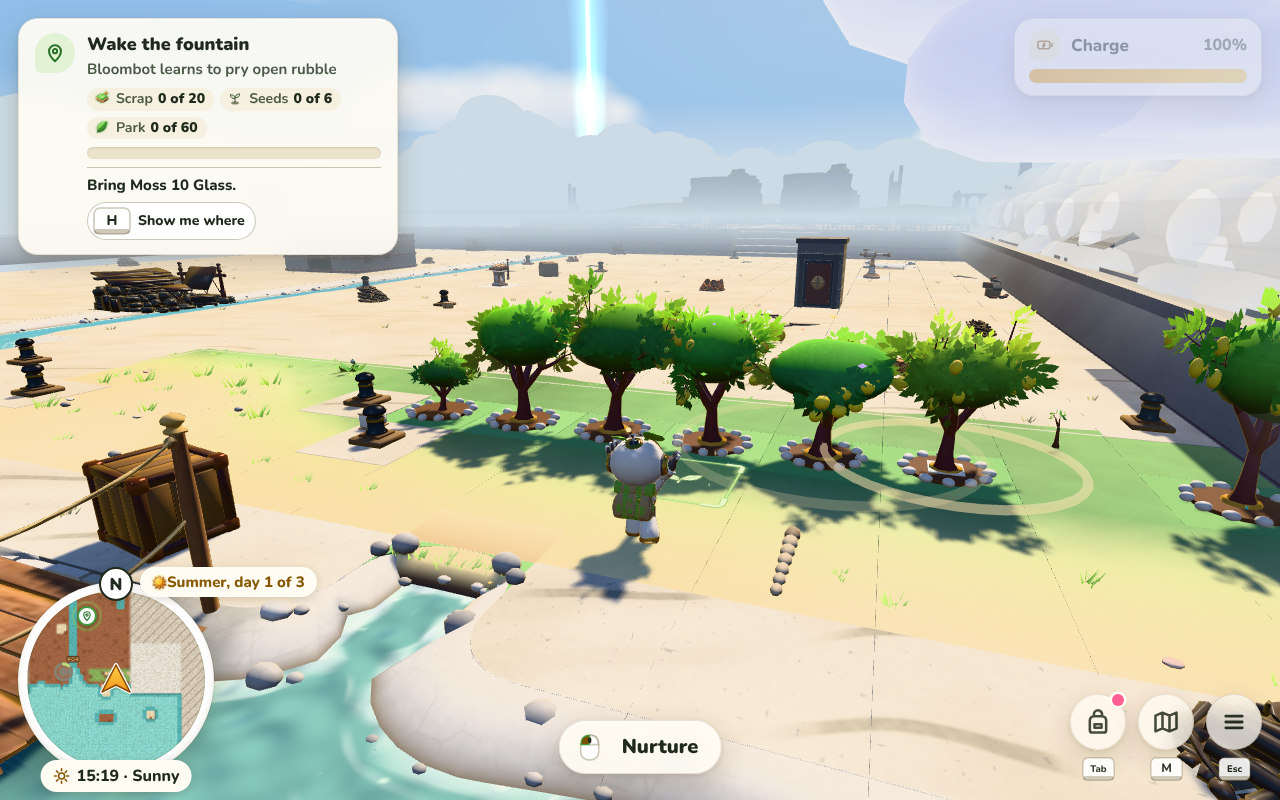 Wake the fountain
Bloombot learns to pry open rubble
Scrap 0 of 20 Seeds 0 of 6
Park 0 of 60
Bring Moss 10 Glass.
H Show me where
Charge 100%
N
Summer, day 1 of 3
15:19 · Sunny
Nurture
Tab M Esc